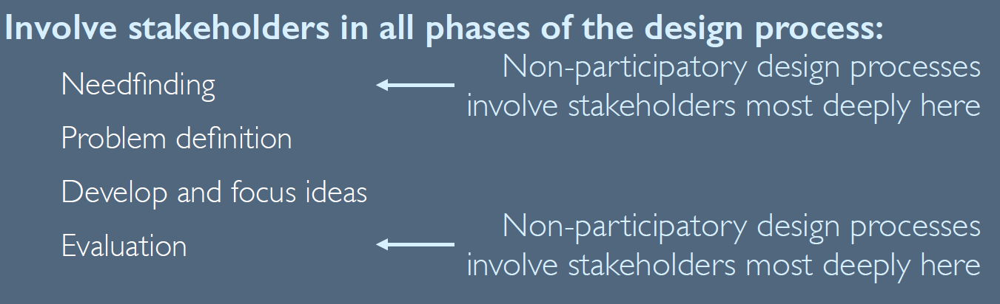 Involve stakeholders in all phases of the design process:
Needfinding
Non-participatory design processes
involve stakeholders most deeply here
Problem definition
Develop and focus ideas
Evaluation
Non-participatory design processes
involve stakeholders most deeply here